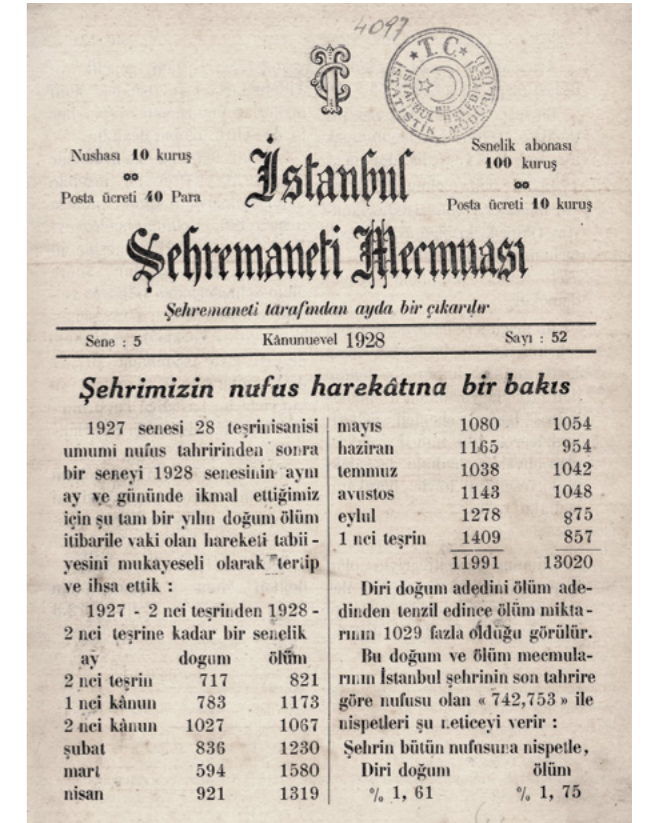 4097
T. C.
İSTANBUL BELEDİYESİ
İSTATİSTİK MÜDÜRLÜĞÜ
Nushası 10 kuruş
Posta ücreti 40 Para
Ssnelik abonası
100 kuruş
Posta ücreti 10 kuruş
İstanbul
Şehremaneti Mecmuası
Şehremaneti tarafından ayda bir çıkarılır
Sene : 5 Kânunuevel 1928 Sayı : 52
Şehrimizin nufus harekâtına bir bakıs
1927 senesi 28 teşrinisanisi
umumi nufus tahririnden sonra
bir seneyi 1928 senesinin aynı
ay ve gününde ikmal ettiğimiz
için şu tam bir yılın doğum ölüm
itibarile vaki olan hareketi tabii -
yesini mukayeseli olarak tertip
ve ihsa ettik :
1927 - 2 nci teşrinden 1928 -
2 nci teşrine kadar bir senelik
ay dogum ölüm
2 nci teşrin 717 821
1 nci kânun 783 1173
2 nci kânun 1027 1067
şubat 836 1230
mart 594 1580
nisan 921 1319
mayıs 1080 1054
haziran 1165 954
temmuz 1038 1042
avustos 1143 1048
eylul 1278 875
1 nci teşrin 1409 857
11991 13020
Diri doğum adedini ölüm ade-
dinden tenzil edince ölüm mikta-
rının 1029 fazla olduğu görülür.
Bu doğum ve ölüm mecmula-
rının İstanbul şehrinin son tahrire
göre nufusu olan « 742,753 » ile
nispetleri şu neticeyi verir :
Şehrin bütün nufusuna nispetle,
Diri doğum ölüm
% 1, 61 % 1, 75